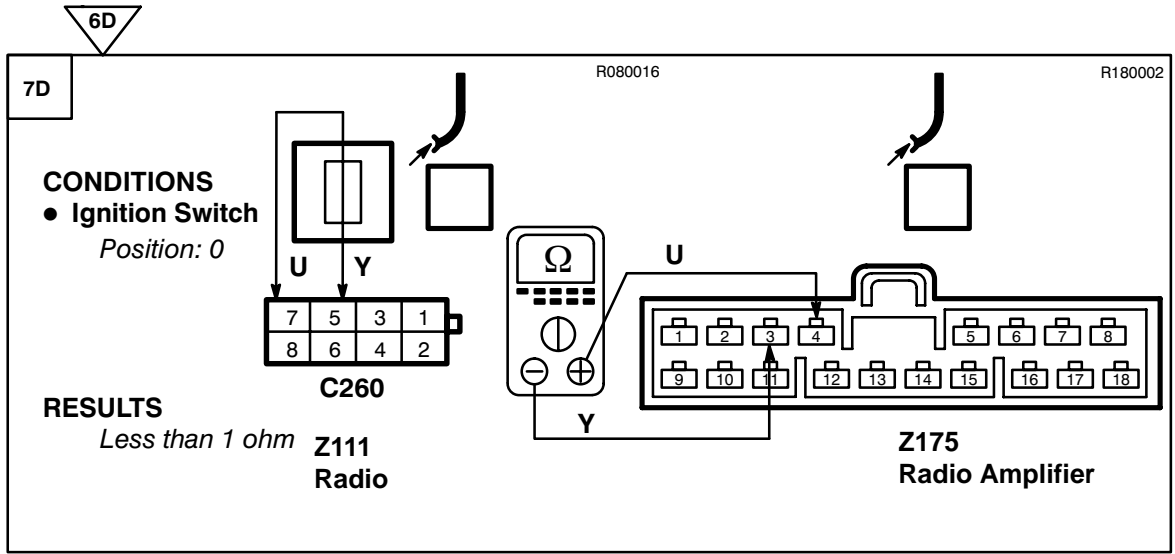 6D
7D
R080016
R180002
CONDITIONS
● Ignition Switch
Position: 0
U Y
7 5 3 1
8 6 4 2
C260
RESULTS
Less than 1 ohm
Z111
Radio
Ω
U
Y
1 2 3 4 5 6 7 8
9 10 11 12 13 14 15 16 17 18
Z175
Radio Amplifier